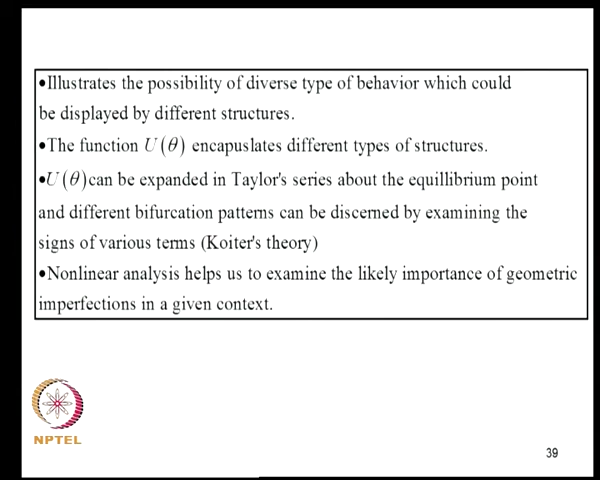 •Illustrates the possibility of diverse type of behavior which could
be displayed by different structures.
•The function U(θ) encapuslates different types of structures.
•U(θ)can be expanded in Taylor's series about the equillibrium point
and different bifurcation patterns can be discerned by examining the
signs of various terms (Koiter's theory)
•Nonlinear analysis helps us to examine the likely importance of geometric
imperfections in a given context.
NPTEL
39